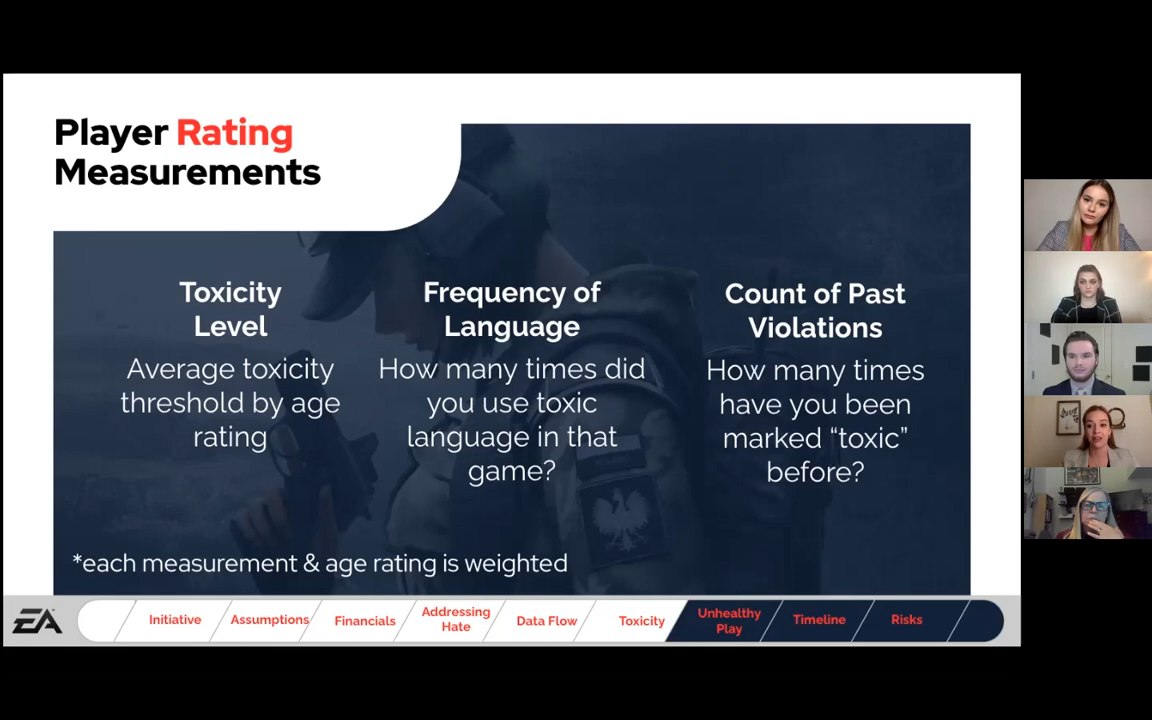 Player Rating
Measurements
Toxicity
Level
Average toxicity
threshold by age
rating
Frequency of
Language
How many times did
you use toxic
language in that
game?
Count of Past
Violations
How many times
have you been
marked “toxic”
before?
*each measurement & age rating is weighted
EA
Initiative
Assumptions
Financials
Addressing
Hate
Data Flow
Toxicity
Unhealthy
Play
Timeline
Risks